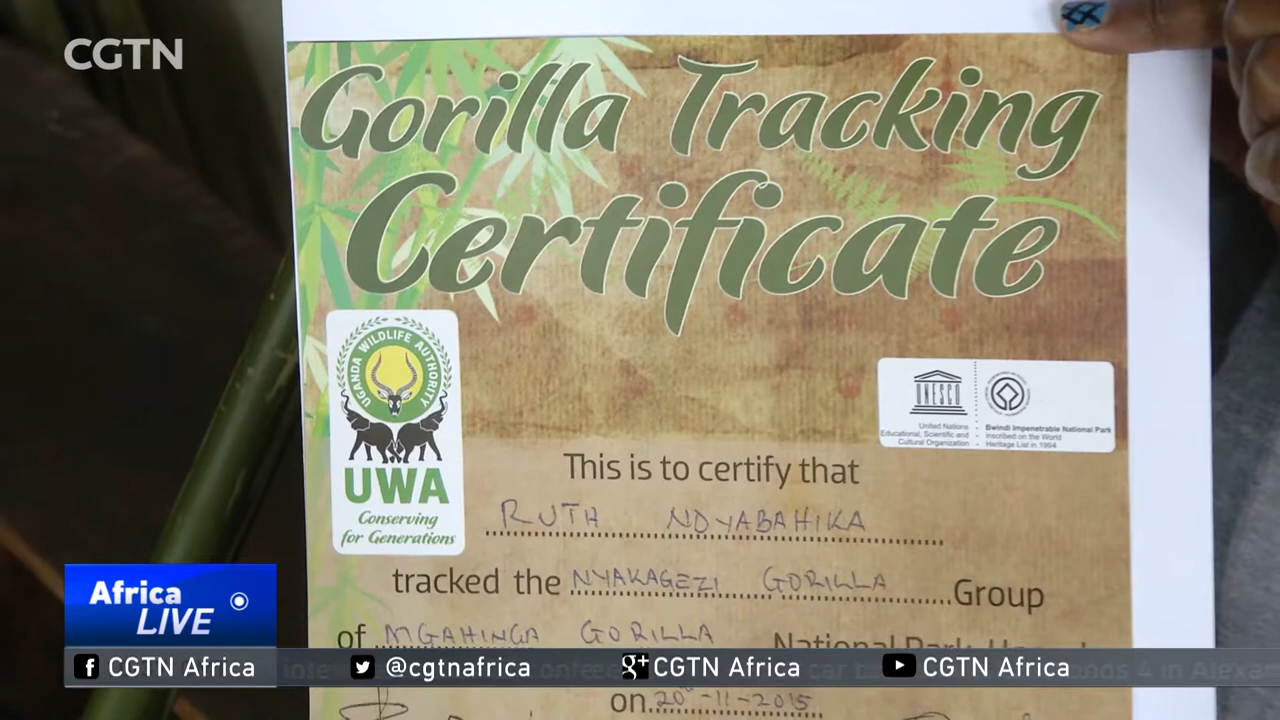 CGTN
Gorilla Tracking
Certificate
UGANDA WILDLIFE AUTHORITY
UWA
Conserving
for Generations
UNESCO
United Nations
Educational, Scientific and
Cultural Organization
Bwindi Impenetrable National Park
inscribed on the World
Heritage List in 1994
This is to certify that
RUTH NDYABAHIKA
tracked the NYAKAGEZI GORILLA Group
of MGAHINGA GORILLA National Park
on 20-11-2015
Africa
LIVE
CGTN Africa
@cgtnafrica
CGTN Africa
CGTN Africa